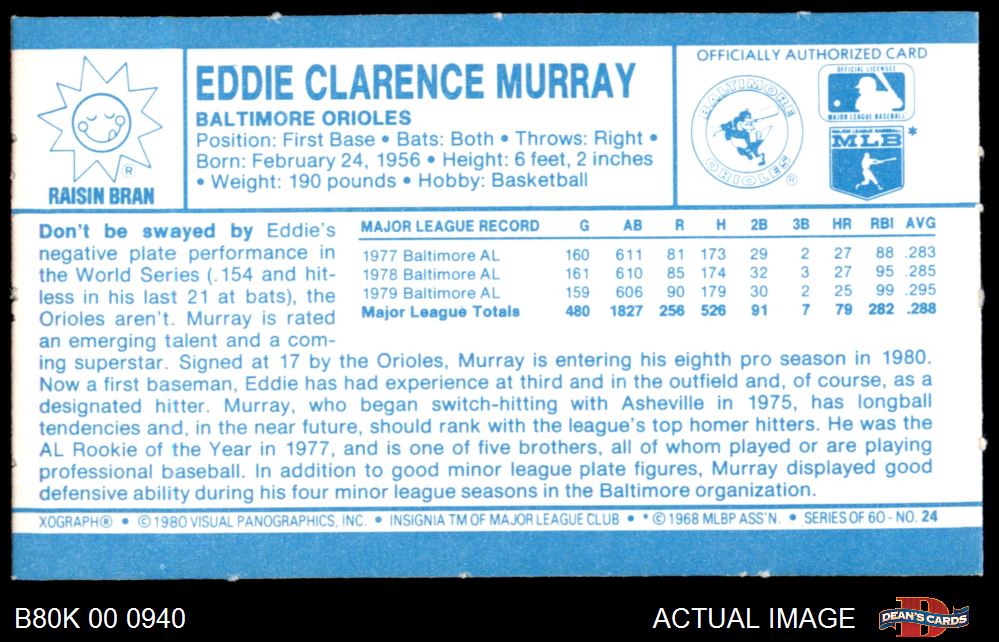 OFFICIALLY AUTHORIZED CARD
EDDIE CLARENCE MURRAY
BALTIMORE ORIOLES
Position: First Base • Bats: Both • Throws: Right •
Born: February 24, 1956 • Height: 6 feet, 2 inches
• Weight: 190 pounds • Hobby: Basketball
®
RAISIN BRAN
BALTIMORE
ORIOLES ®
OFFICIAL LICENSEE
MAJOR LEAGUE BASEBALL
MAJOR LEAGUE BASEBALL
MLB *
Don't be swayed by Eddie's
negative plate performance in
the World Series (.154 and hit-
less in his last 21 at bats), the
Orioles aren't. Murray is rated
an emerging talent and a com-
MAJOR LEAGUE RECORD G AB R H 2B 3B HR RBI AVG
1977 Baltimore AL 160 611 81 173 29 2 27 88 .283
1978 Baltimore AL 161 610 85 174 32 3 27 95 .285
1979 Baltimore AL 159 606 90 179 30 2 25 99 .295
Major League Totals 480 1827 256 526 91 7 79 282 .288
ing superstar. Signed at 17 by the Orioles, Murray is entering his eighth pro season in 1980.
Now a first baseman, Eddie has had experience at third and in the outfield and, of course, as a
designated hitter. Murray, who began switch-hitting with Asheville in 1975, has longball
tendencies and, in the near future, should rank with the league's top homer hitters. He was the
AL Rookie of the Year in 1977, and is one of five brothers, all of whom played or are playing
professional baseball. In addition to good minor league plate figures, Murray displayed good
defensive ability during his four minor league seasons in the Baltimore organization.
XOGRAPH® • © 1980 VISUAL PANOGRAPHICS, INC. • INSIGNIA TM OF MAJOR LEAGUE CLUB • * © 1968 MLBP ASS'N. • SERIES OF 60 - NO. 24
B80K 00 0940
ACTUAL IMAGE
DEAN'S CARDS